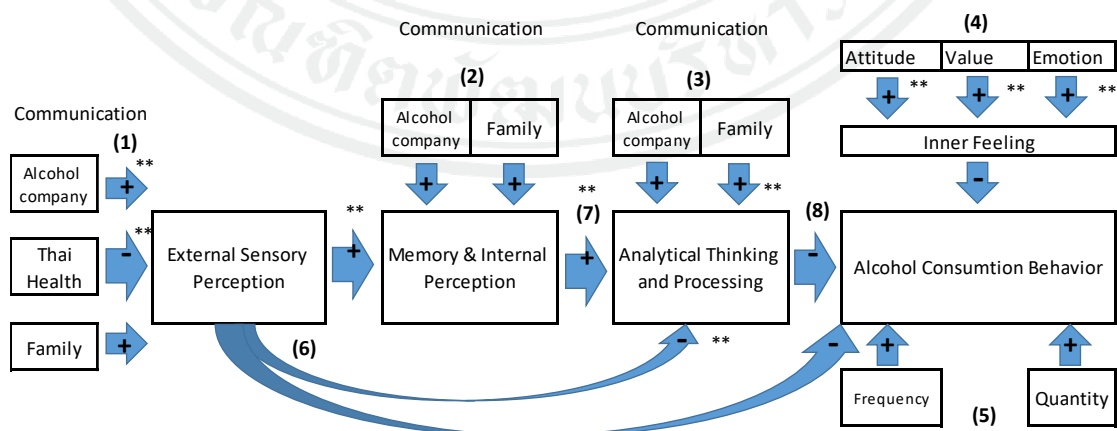 Commnunication
Communication
(4)
Attitude
Value
Emotion
(2)
(3)
+
**
+
**
+
**
Communication
(1)
Alcohol
company
Family
Alcohol
company
Family
Inner Feeling
Alcohol
company
+
**
+
+
+
+
**
-
**
(7)
(8)
Thai
Health
-
**
External Sensory
Perception
**
+
Memory & Internal
Perception
+
Analytical Thinking
and Processing
-
Alcohol Consumtion Behavior
Family
+
(6)
-
**
-
+
+
Frequency
(5)
Quantity